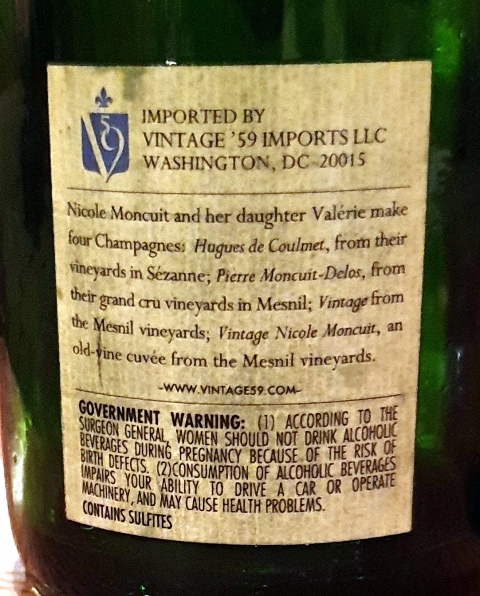 V59
IMPORTED BY
VINTAGE '59 IMPORTS LLC
WASHINGTON, DC 20015
Nicole Moncuit and her daughter Valérie make
four Champagnes: Hugues de Coulmet, from their
vineyards in Sézanne; Pierre Moncuit-Delos, from
their grand cru vineyards in Mesnil; Vintage from
the Mesnil vineyards; Vintage Nicole Moncuit, an
old-vine cuvée from the Mesnil vineyards.
-WWW.VINTAGE59.COM-
GOVERNMENT WARNING: (1) ACCORDING TO THE
SURGEON GENERAL, WOMEN SHOULD NOT DRINK ALCOHOLIC
BEVERAGES DURING PREGNANCY BECAUSE OF THE RISK OF
BIRTH DEFECTS. (2)CONSUMPTION OF ALCOHOLIC BEVERAGES
IMPAIRS YOUR ABILITY TO DRIVE A CAR OR OPERATE
MACHINERY, AND MAY CAUSE HEALTH PROBLEMS.
CONTAINS SULFITES